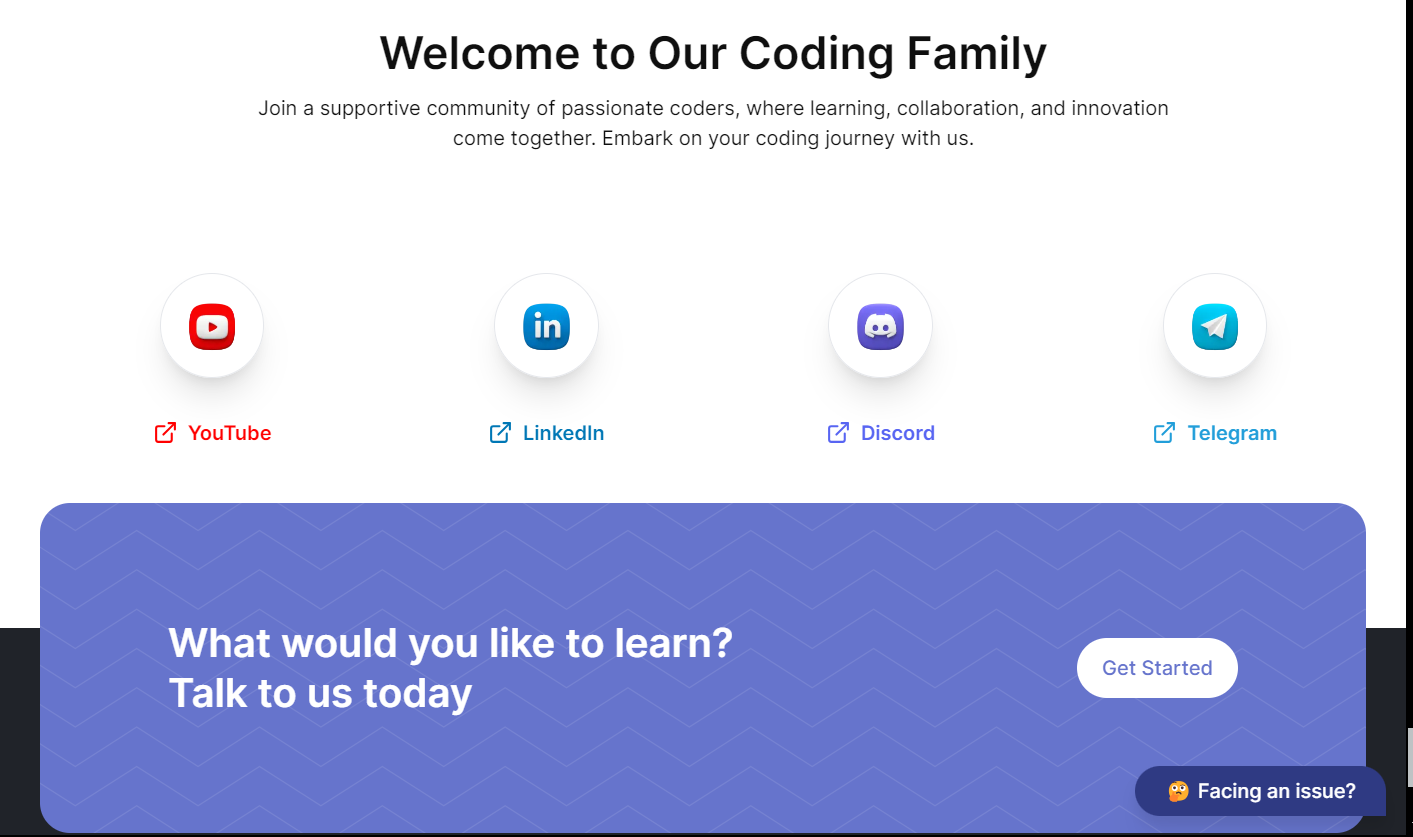 Welcome to Our Coding Family
Join a supportive community of passionate coders, where learning, collaboration, and innovation
come together. Embark on your coding journey with us.
in
YouTube
LinkedIn
Discord
Telegram
What would you like to learn?
Talk to us today
Get Started
Facing an issue?